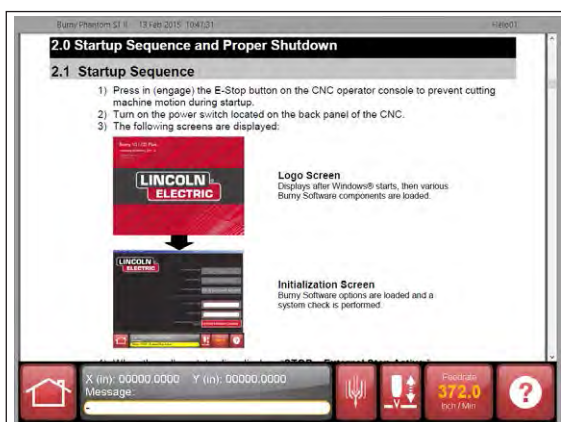 Burny Phantom ST II   13 Feb 2015  10:47:31
2.0 Startup Sequence and Proper Shutdown
2.1 Startup Sequence
1) Press in (engage) the E-Stop button on the CNC operator console to prevent cutting
machine motion during startup.
2) Turn on the power switch located on the back panel of the CNC.
3) The following screens are displayed:
LINCOLN
ELECTRIC
Logo Screen
Displays after Windows® starts, then various
Burny Software components are loaded.
LINCOLN
ELECTRIC
Initialization Screen
Burny Software options are loaded and a
system check is performed.
X (in): 00000.0000   Y (in): 00000.0000
Message:
-
V
Feedrate
372.0
Inch / Min
?